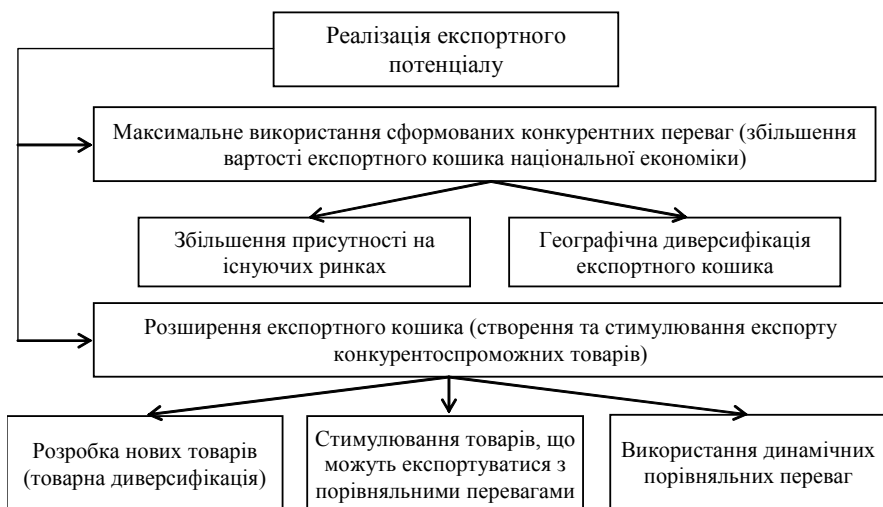 Реалізація експортного
потенціалу
Максимальне використання сформованих конкурентних переваг (збільшення
вартості експортного кошика національної економіки)
Збільшення присутності на
існуючих ринках
Географічна диверсифікація
експортного кошика
Розширення експортного кошика (створення та стимулювання експорту
конкурентоспроможних товарів)
Розробка нових товарів
(товарна диверсифікація)
Стимулювання товарів, що
можуть експортуватися з
порівняльними перевагами
Використання динамічних
порівняльних переваг